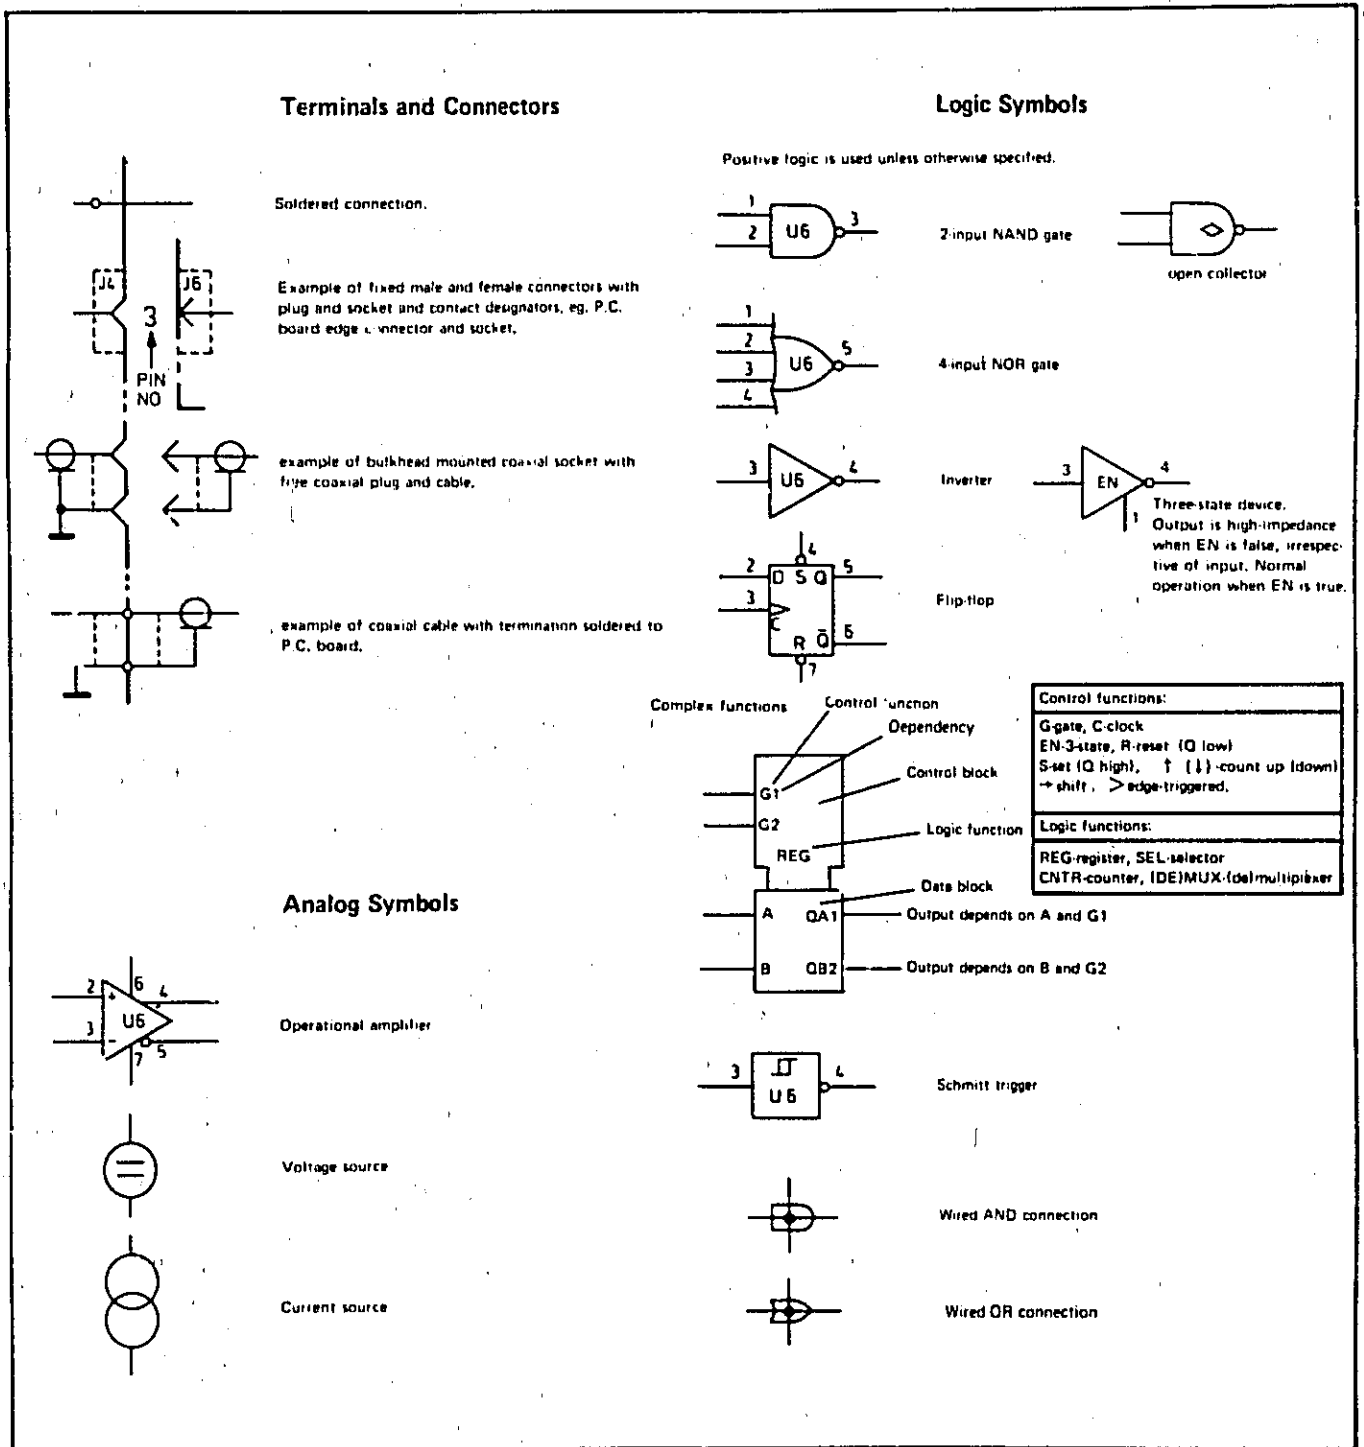 Terminals and Connectors
Soldered connection.
J4
J6
3
PIN
NO
Example of fixed male and female connectors with
plug and socket and contact designators, eg. P.C.
board edge connector and socket.
example of bulkhead mounted coaxial socket with
free coaxial plug and cable.
example of coaxial cable with termination soldered to
P.C. board.
Analog Symbols
2
3
+
-
U6
6
4
7
5
Operational amplifier
Voltage source
Current source
Logic Symbols
Positive logic is used unless otherwise specified.
1
2
U6
3
2-input NAND gate
open collector
1
2
3
4
U6
5
4-input NOR gate
3
U6
4
Inverter
3
EN
4
1
Three-state device.
Output is high-impedance
when EN is false, irrespec-
tive of input. Normal
operation when EN is true.
4
2
D S Q
5
3
C
R Q̅
6
7
Flip-flop
Complex functions
Control function
Dependency
Control block
G1
G2
Logic function
REG
Data block
A
QA1
Output depends on A and G1
B
QB2
Output depends on B and G2
Control functions:
G-gate, C-clock
EN-3-state, R-reset (Q low)
S-set (Q high), ↑ (↓)-count up (down)
→ shift, > edge-triggered.
Logic functions:
REG-register, SEL-selector
CNTR-counter, (DE)MUX-(de)multiplexer
3
U6
4
Schmitt trigger
Wired AND connection
Wired OR connection